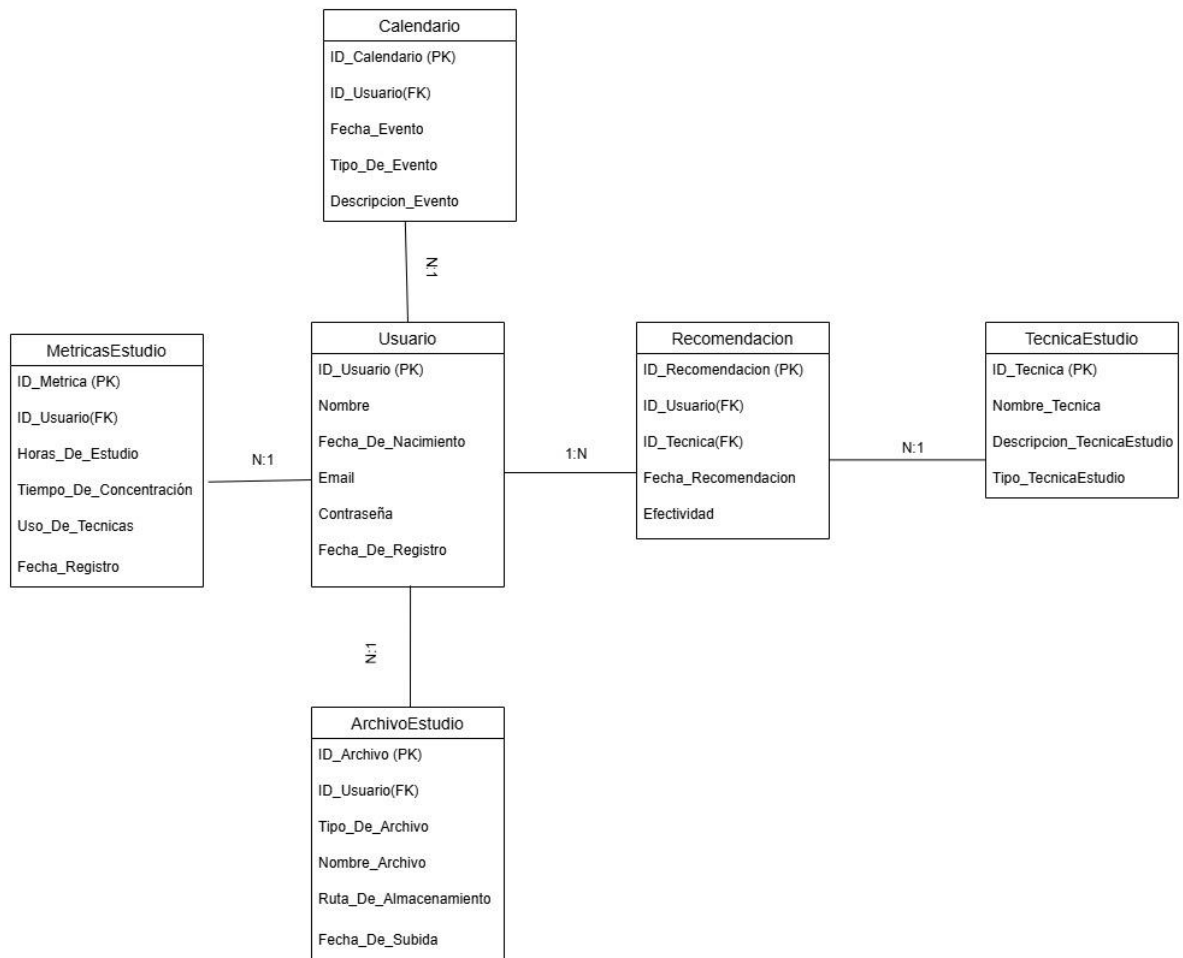 Calendario
ID_Calendario (PK)
ID_Usuario(FK)
Fecha_Evento
Tipo_De_Evento
Descripcion_Evento
N:1
MetricasEstudio
ID_Metrica (PK)
ID_Usuario(FK)
Horas_De_Estudio
Tiempo_De_Concentración
Uso_De_Tecnicas
Fecha_Registro
N:1
Usuario
ID_Usuario (PK)
Nombre
Fecha_De_Nacimiento
Email
Contraseña
Fecha_De_Registro
1:N
Recomendacion
ID_Recomendacion (PK)
ID_Usuario(FK)
ID_Tecnica(FK)
Fecha_Recomendacion
Efectividad
N:1
TecnicaEstudio
ID_Tecnica (PK)
Nombre_Tecnica
Descripcion_TecnicaEstudio
Tipo_TecnicaEstudio
1:N
ArchivoEstudio
ID_Archivo (PK)
ID_Usuario(FK)
Tipo_De_Archivo
Nombre_Archivo
Ruta_De_Almacenamiento
Fecha_De_Subida